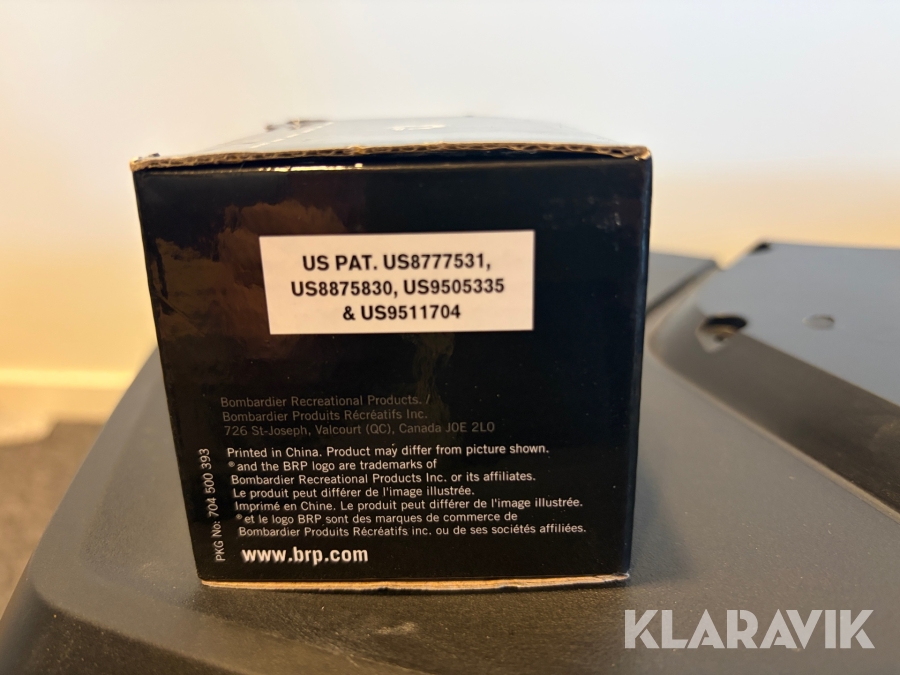 US PAT. US8777531,
US8875830, US9505335
& US9511704
Bombardier Recreational Products. /
Bombardier Produits Récréatifs Inc.
726 St-Joseph, Valcourt (QC), Canada J0E 2L0
Printed in China. Product may differ from picture shown.
® and the BRP logo are trademarks of
Bombardier Recreational Products Inc. or its affiliates.
Le produit peut différer de l'image illustrée.
Imprimé en Chine. Le produit peut différer de l'image illustrée.
® et le logo BRP sont des marques de commerce de
Bombardier Produits Récréatifs inc. ou de ses sociétés affiliées.
www.brp.com
PKG No: 704 500 393
KLARAVIK